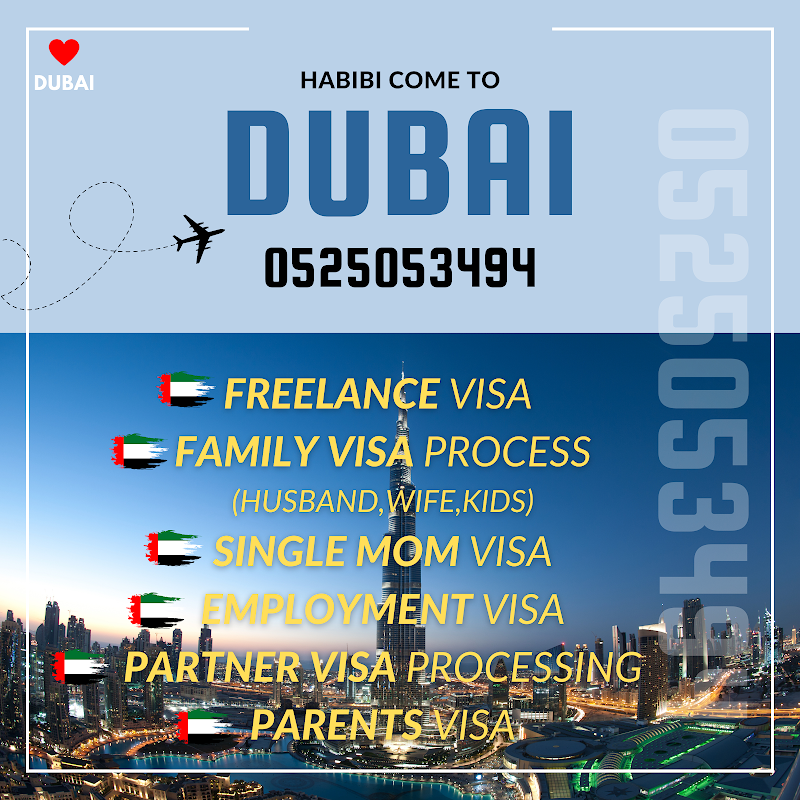 DUBAI
HABIBI COME TO
DUBAI
0525053494
0525053494
FREELANCE VISA
FAMILY VISA PROCESS
(HUSBAND,WIFE,KIDS)
SINGLE MOM VISA
EMPLOYMENT VISA
PARTNER VISA PROCESSING
PARENTS VISA